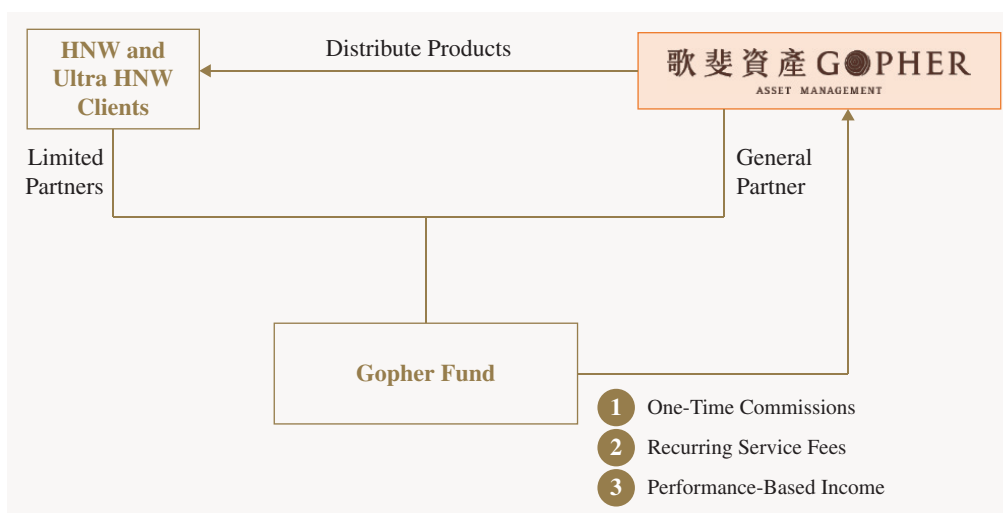 HNW and
Ultra HNW
Clients
Distribute Products
歌斐資產 GOPHER
ASSET MANAGEMENT
Limited
Partners
General
Partner
Gopher Fund
1 One-Time Commissions
2 Recurring Service Fees
3 Performance-Based Income